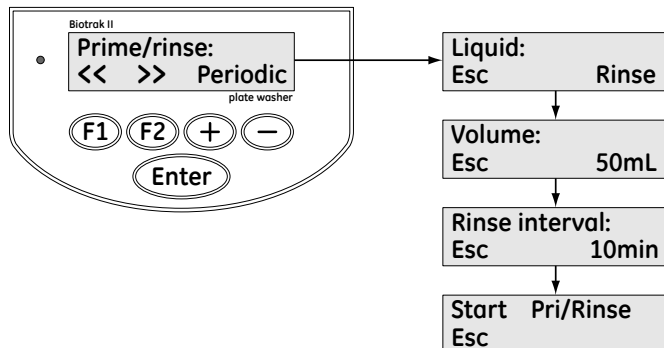 Biotrak II
Prime/rinse:
<< >> Periodic
plate washer
F1 F2 + −
Enter
Liquid:
Esc Rinse
Volume:
Esc 50mL
Rinse interval:
Esc 10min
Start Pri/Rinse
Esc